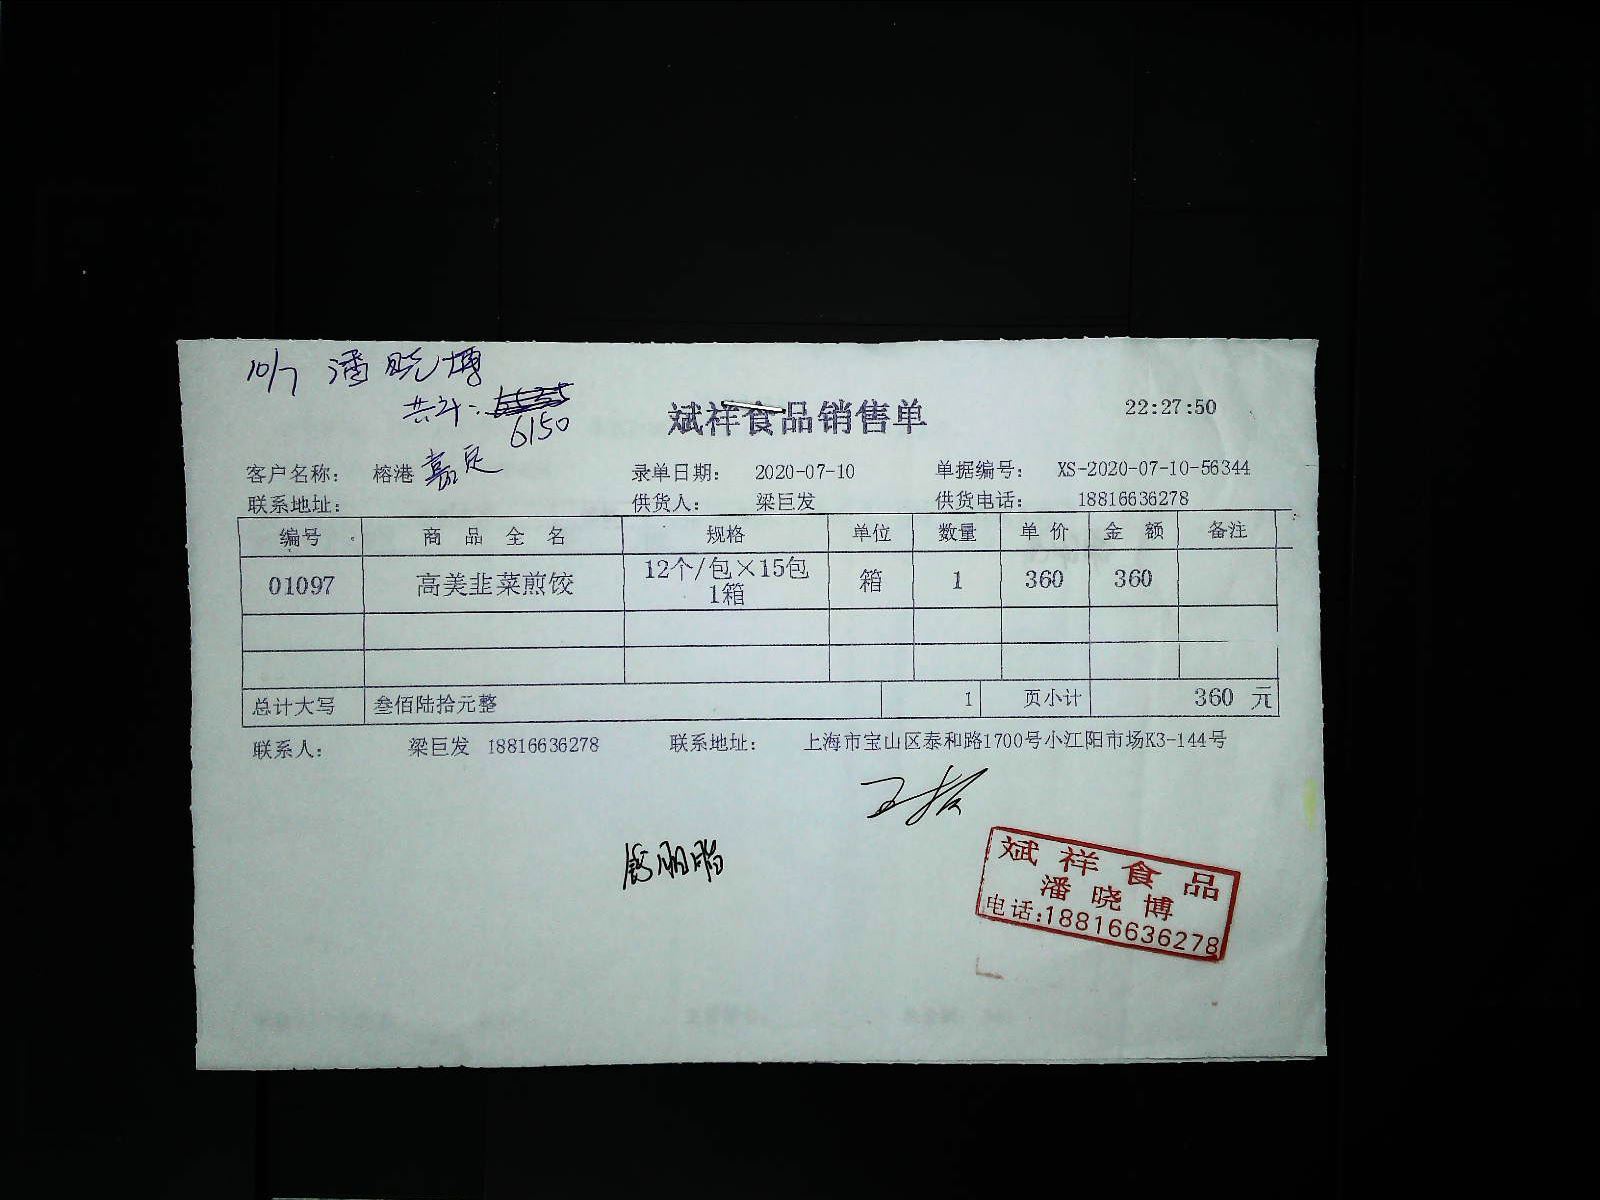 10/7 潘晓博
共计:
6150
斌祥食品销售单
22:27:50
客户名称: 榕港 嘉定 录单日期: 2020-07-10 单据编号: XS-2020-07-10-56344
联系地址: 供货人: 梁巨发 供货电话: 18816636278
编号 商品全名 规格 单位 数量 单价 金额 备注
01097 高美韭菜煎饺 12个/包×15包 1箱 箱 1 360 360
总计大写 叁佰陆拾元整 1 页小计 360 元
联系人: 梁巨发 18816636278 联系地址: 上海市宝山区泰和路1700号小江阳市场K3-144号
斌祥食品
潘晓博
电话:18816636278